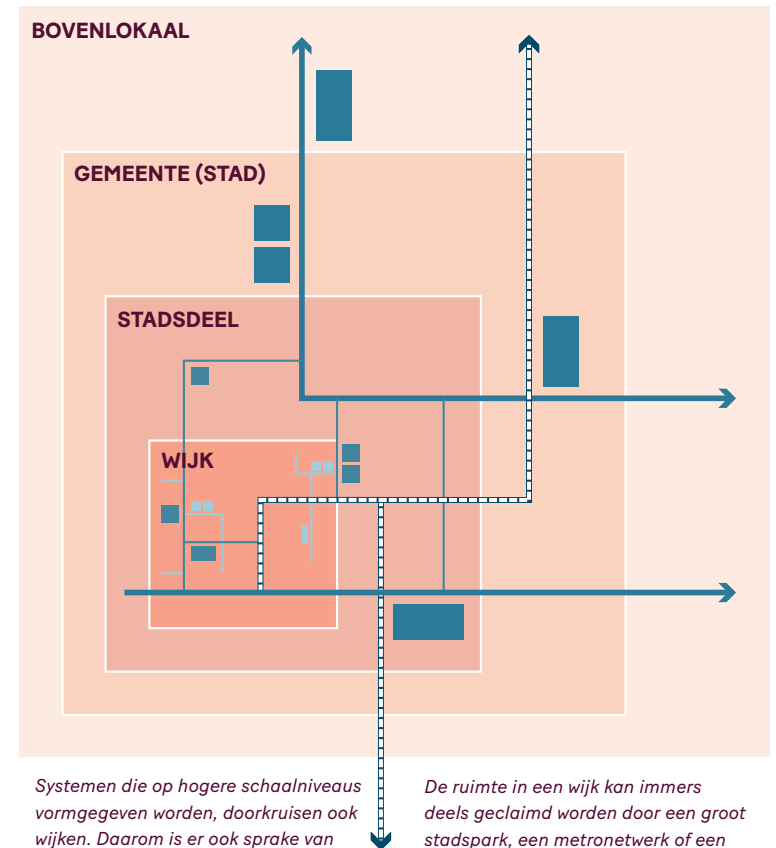 BOVENLOKAAL
GEMEENTE (STAD)
STADSDEEL
WIJK
Systemen die op hogere schaalniveaus
vormgegeven worden, doorkruisen ook
wijken. Daarom is er ook sprake van
De ruimte in een wijk kan immers
deels geclaimd worden door een groot
stadspark, een metronetwerk of een